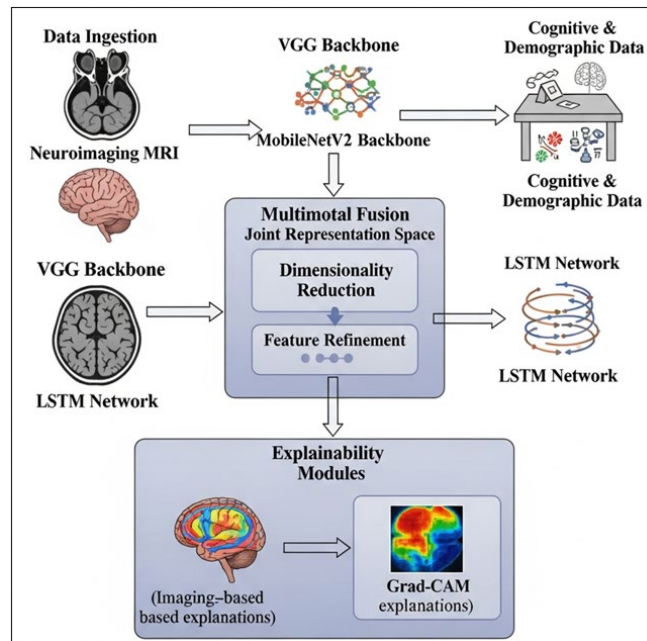 Data Ingestion
Neuroimaging MRI
VGG Backbone
MobileNetV2 Backbone
Cognitive &
Demographic Data
Cognitive &
Demographic Data
VGG Backbone
LSTM Network
Multimotal Fusion
Joint Representation Space
Dimensionality
Reduction
Feature Refinement
LSTM Network
LSTM Network
Explainability
Modules
(Imaging-based
based explanations)
Grad-CAM
explanations)